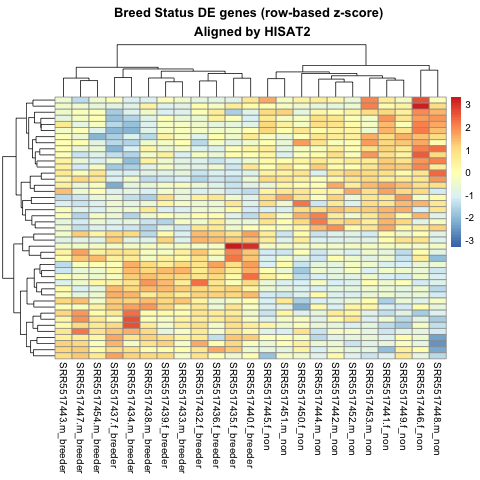 Breed Status DE genes (row-based z-score)
Aligned by HISAT2
3
2
1
0
-1
-2
-3
SRR5517443.m_breeder
SRR5517447.m_breeder
SRR5517454.m_breeder
SRR5517437.f_breeder
SRR5517434.m_breeder
SRR5517438.m_breeder
SRR5517439.f_breeder
SRR5517433.m_breeder
SRR5517432.f_breeder
SRR5517436.f_breeder
SRR5517435.f_breeder
SRR5517440.f_breeder
SRR5517445.f_non
SRR5517451.m_non
SRR5517450.f_non
SRR5517444.m_non
SRR5517442.m_non
SRR5517452.m_non
SRR5517453.m_non
SRR5517441.f_non
SRR5517449.f_non
SRR5517446.f_non
SRR5517448.m_non